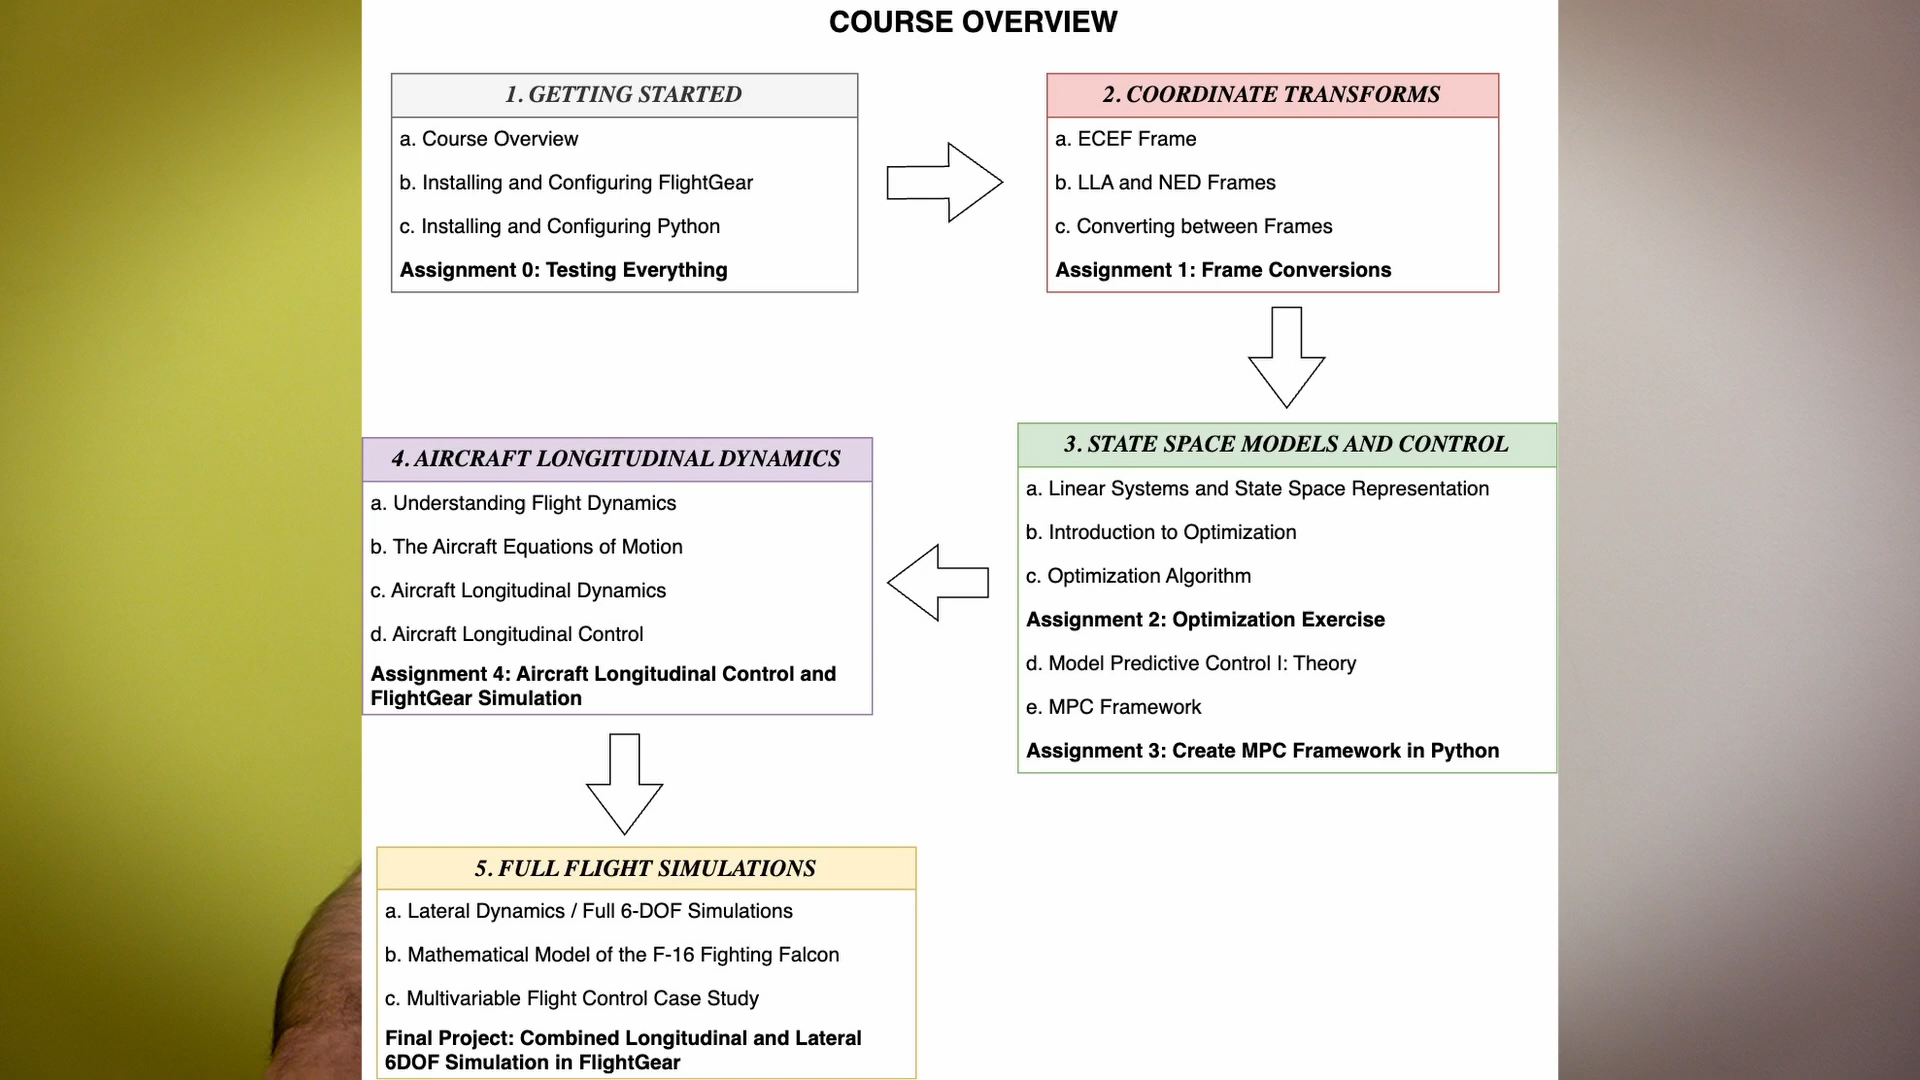 COURSE OVERVIEW
1. GETTING STARTED
a. Course Overview
b. Installing and Configuring FlightGear
c. Installing and Configuring Python
Assignment 0: Testing Everything
2. COORDINATE TRANSFORMS
a. ECEF Frame
b. LLA and NED Frames
c. Converting between Frames
Assignment 1: Frame Conversions
3. STATE SPACE MODELS AND CONTROL
a. Linear Systems and State Space Representation
b. Introduction to Optimization
c. Optimization Algorithm
Assignment 2: Optimization Exercise
d. Model Predictive Control I: Theory
e. MPC Framework
Assignment 3: Create MPC Framework in Python
4. AIRCRAFT LONGITUDINAL DYNAMICS
a. Understanding Flight Dynamics
b. The Aircraft Equations of Motion
c. Aircraft Longitudinal Dynamics
d. Aircraft Longitudinal Control
Assignment 4: Aircraft Longitudinal Control and
FlightGear Simulation
5. FULL FLIGHT SIMULATIONS
a. Lateral Dynamics / Full 6-DOF Simulations
b. Mathematical Model of the F-16 Fighting Falcon
c. Multivariable Flight Control Case Study
Final Project: Combined Longitudinal and Lateral
6DOF Simulation in FlightGear